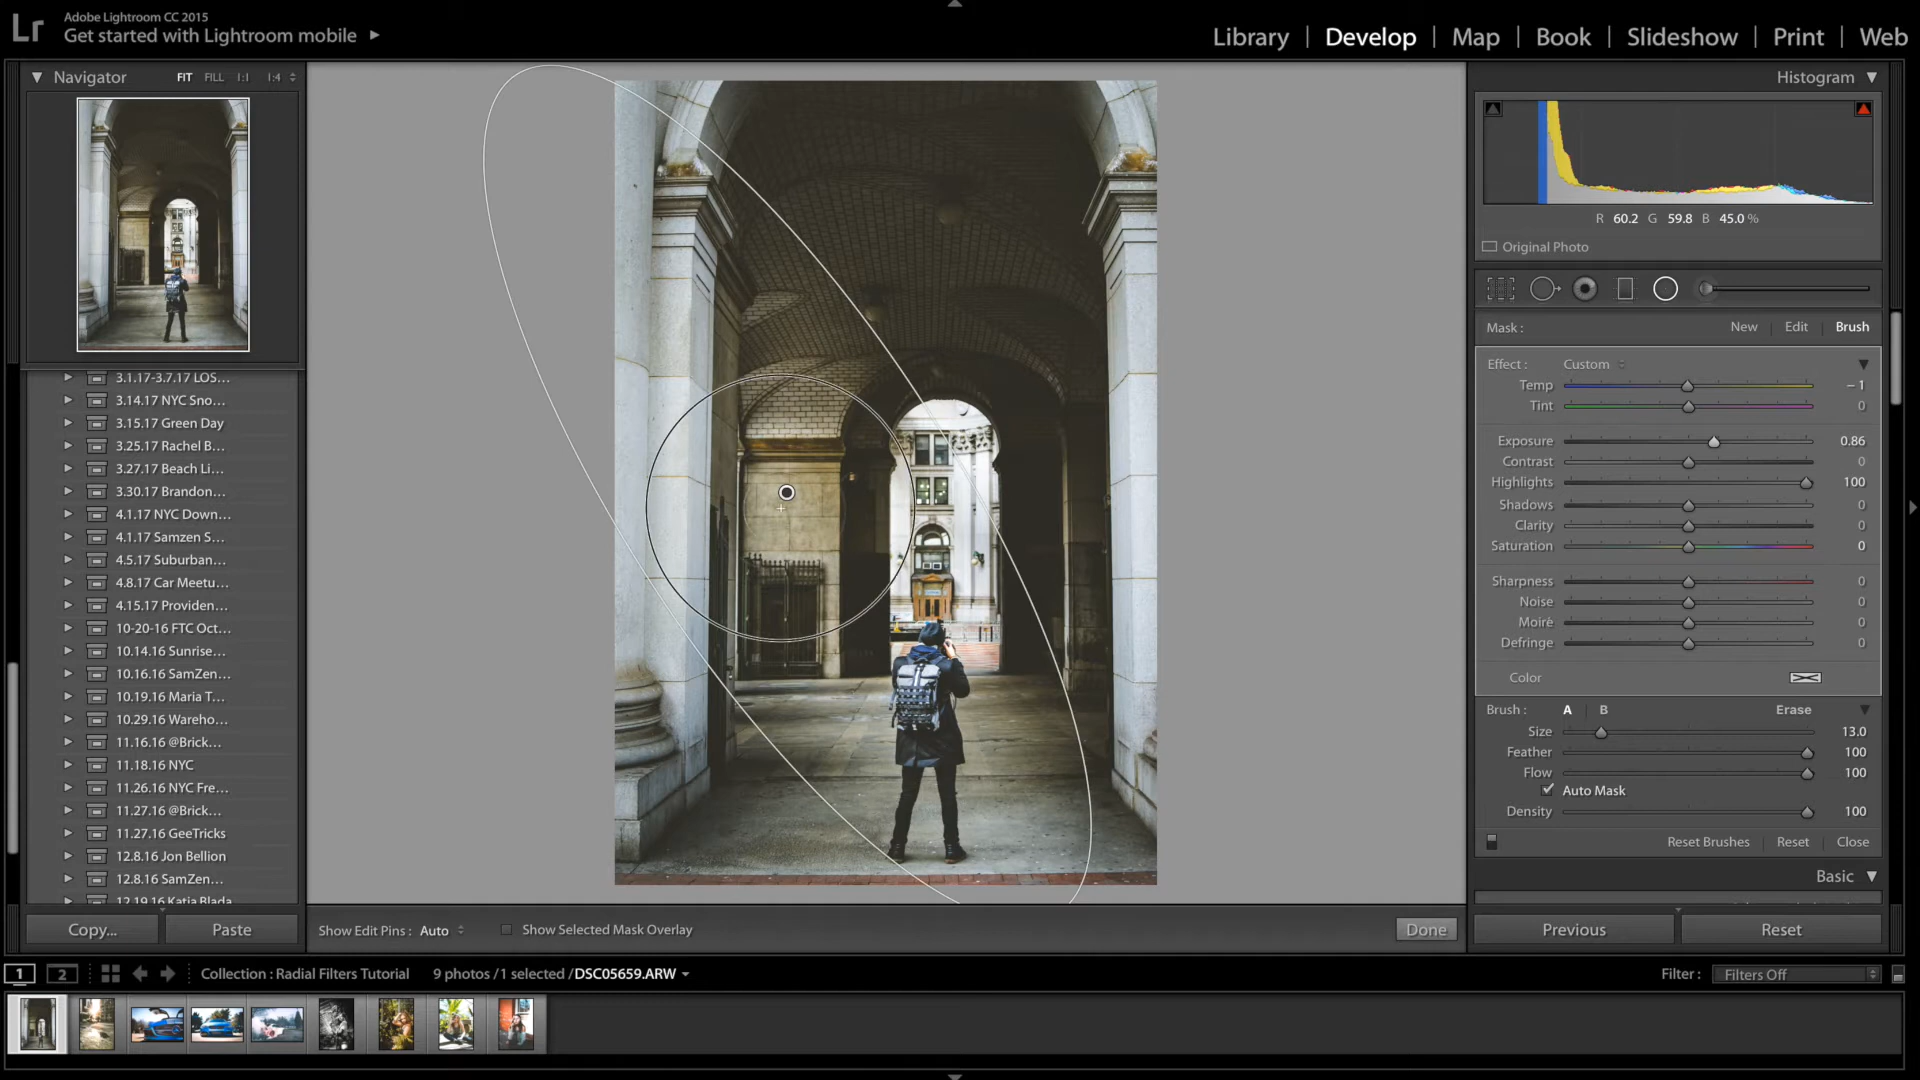 Lr
Adobe Lightroom CC 2015
Get started with Lightroom mobile
Library | Develop | Map | Book | Slideshow | Print | Web
Navigator FIT FILL 1:1 1:4
Histogram
R 60.2 G 59.8 B 45.0 %
Original Photo
Mask : New Edit Brush
Effect : Custom
Temp – 1
Tint 0
Exposure 0.86
Contrast 0
Highlights 100
Shadows 0
Clarity 0
Saturation 0
Sharpness 0
Noise 0
Moiré 0
Defringe 0
Color
Brush : A B Erase
Size 13.0
Feather 100
Flow 100
Auto Mask
Density 100
Reset Brushes Reset Close
Basic
3.1.17-3.7.17 LOS...
3.14.17 NYC Sno...
3.15.17 Green Day
3.25.17 Rachel B...
3.27.17 Beach Li...
3.30.17 Brandon...
4.1.17 NYC Down...
4.1.17 Samzen S...
4.5.17 Suburban...
4.8.17 Car Meetu...
4.15.17 Providen...
10-20-16 FTC Oct...
10.14.16 Sunrise...
10.16.16 SamZen...
10.19.16 Maria T...
10.29.16 Wareho...
11.16.16 @Brick...
11.18.16 NYC
11.26.16 NYC Fre...
11.27.16 @Brick...
11.27.16 GeeTricks
12.8.16 Jon Bellion
12.8.16 SamZen...
12.19.16 Katia Blada
Copy... Paste
Show Edit Pins : Auto Show Selected Mask Overlay Done
Previous Reset
1 2 Collection : Radial Filters Tutorial 9 photos /1 selected /DSC05659.ARW Filter : Filters Off